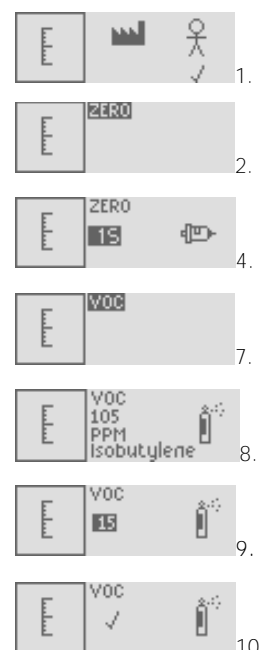 1.
ZERO
2.
ZERO
15
4.
VOC
7.
VOC
105
PPM
Isobutylene
8.
VOC
15
9.
VOC
10